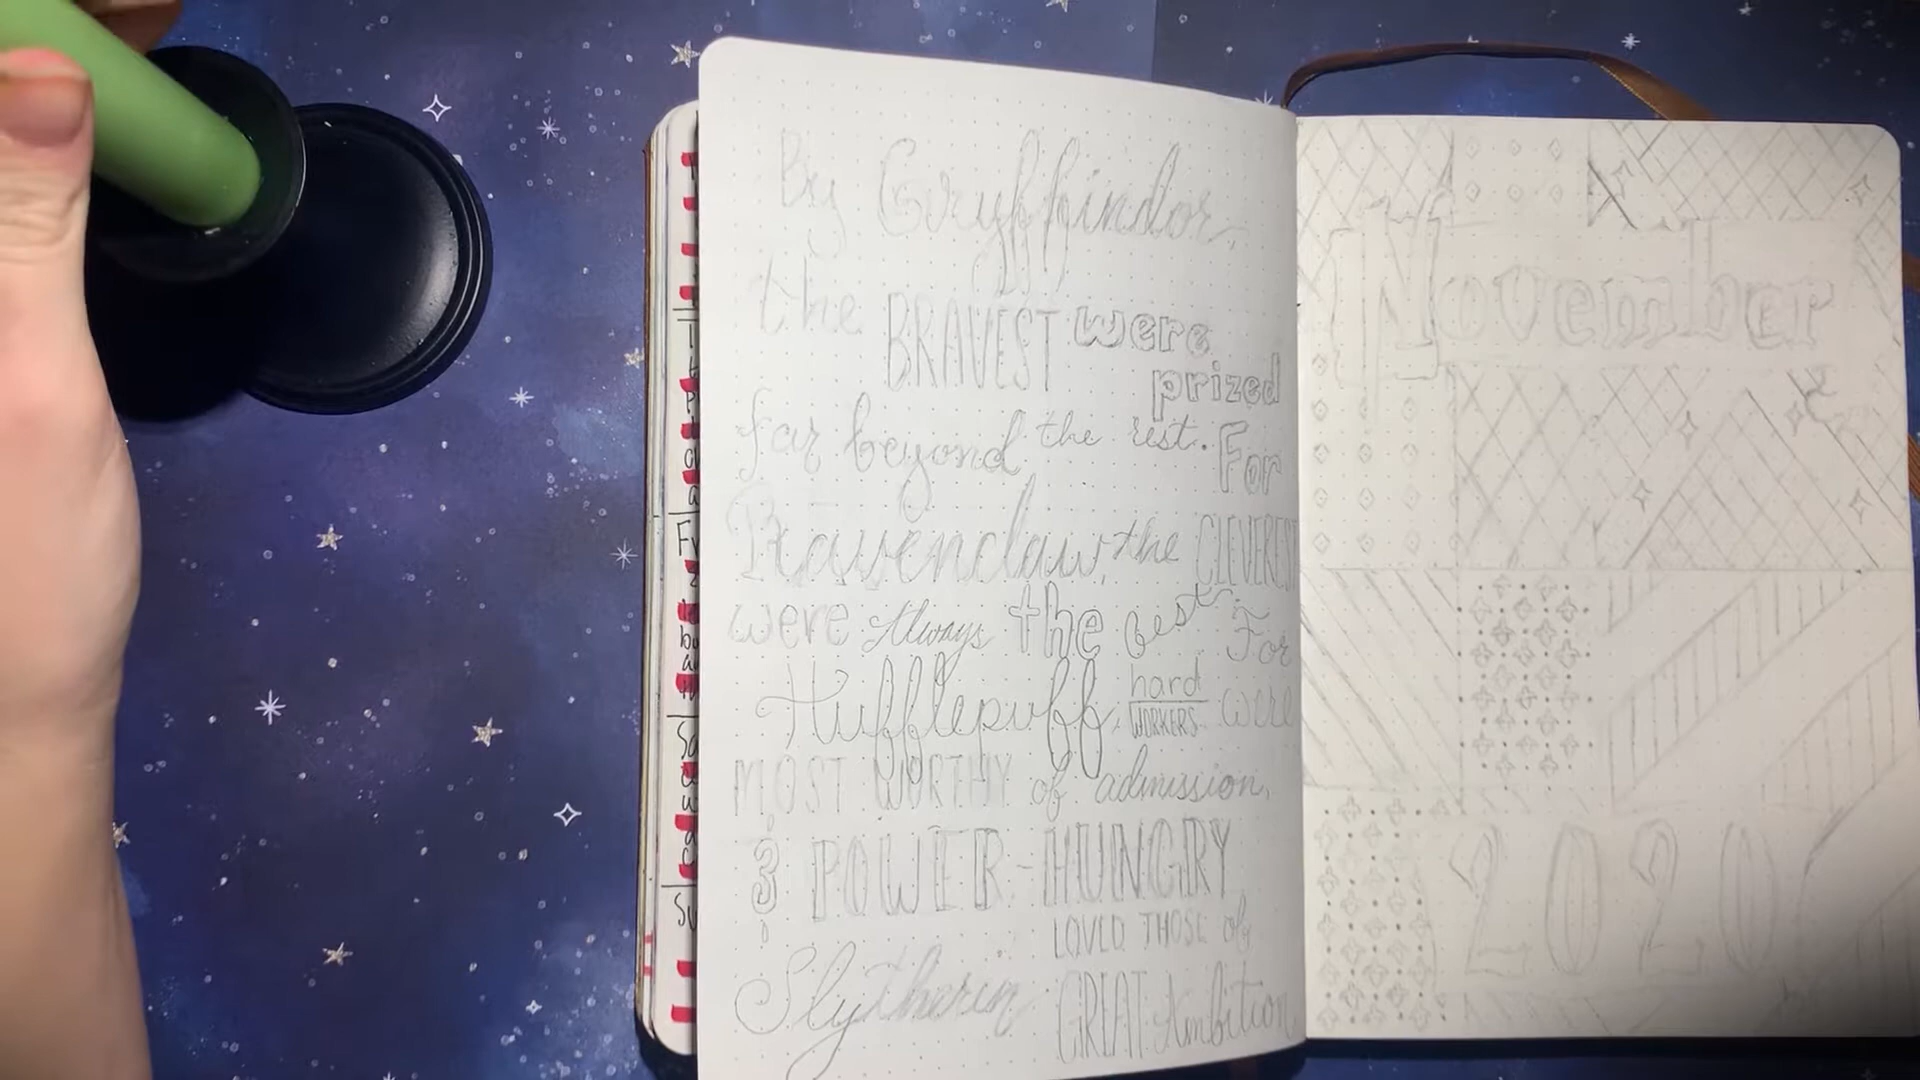 By Gryffindor,
the BRAVEST were
prized
far beyond the rest. For
Ravenclaw, the CLEVEREST
were Always the best For
Hufflepuff, hard
WORKERS were
MOST WORTHY of admission,
& POWER-HUNGRY
LOVED THOSE of
Slytherin GREAT Ambition
November
2020